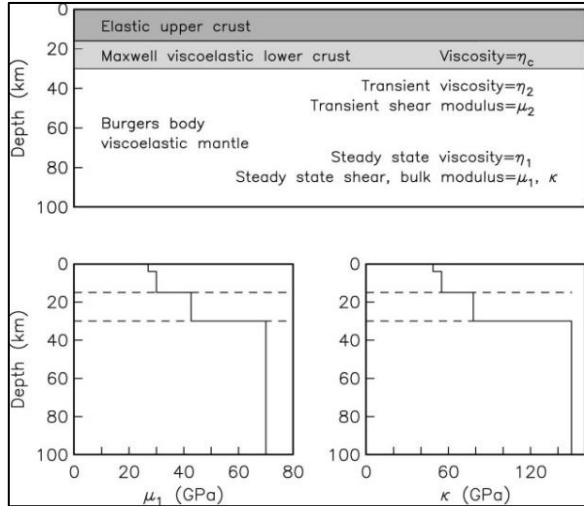 0
20
40
60
80
100
Depth (km)
Elastic upper crust
Maxwell viscoelastic lower crust Viscosity=η_c
Transient viscosity=η₂
Transient shear modulus=μ₂
Burgers body
viscoelastic mantle
Steady state viscosity=η₁
Steady state shear, bulk modulus=μ₁, κ
0
20
40
60
80
100
Depth (km)
0 20 40 60 80
μ₁ (GPa)
0
20
40
60
80
100
0 60 120
κ (GPa)